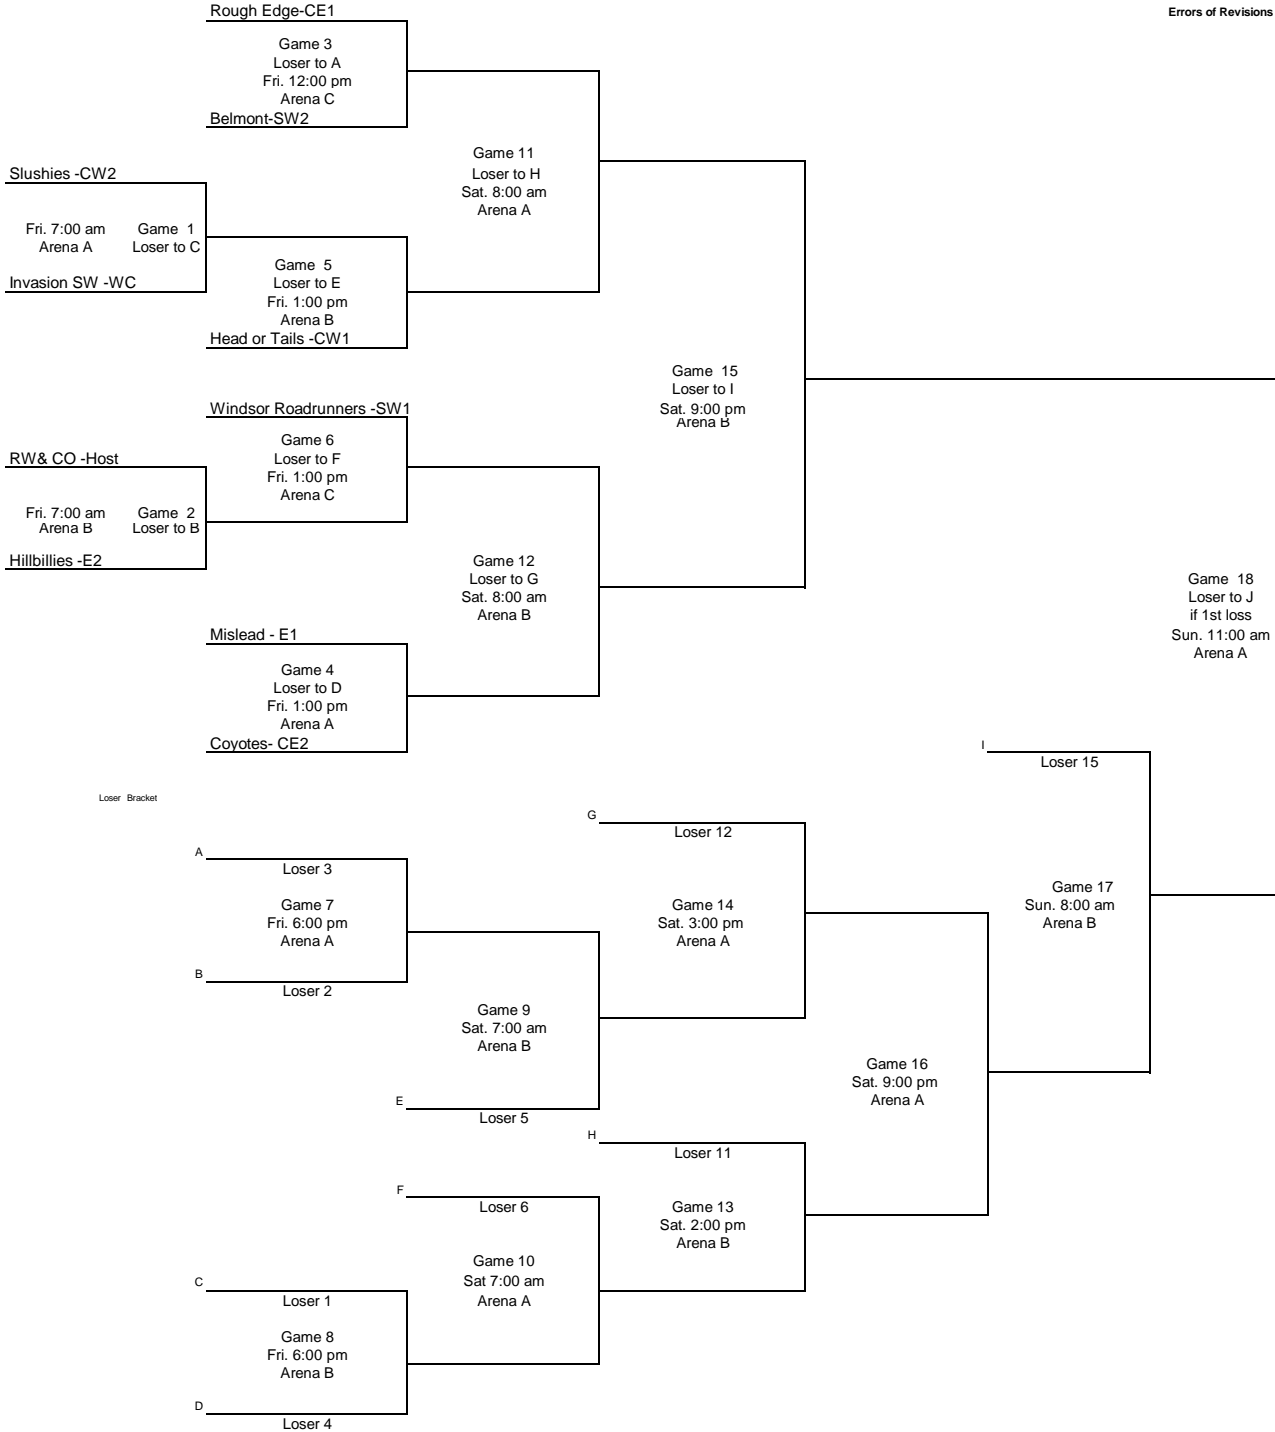 Rough Edge-CE1
Errors of Revisions
Game 3
Loser to A
Fri. 12:00 pm
Arena C
Belmont-SW2
Game 11
Loser to H
Sat. 8:00 am
Arena A
Slushies -CW2
Fri. 7:00 am
Arena A
Game 1
Loser to C
Invasion SW -WC
Game 5
Loser to E
Fri. 1:00 pm
Arena B
Head or Tails -CW1
Game 15
Loser to I
Sat. 9:00 pm
Arena B
Windsor Roadrunners -SW1
Game 6
Loser to F
Fri. 1:00 pm
Arena C
RW& CO -Host
Fri. 7:00 am
Arena B
Game 2
Loser to B
Hillbillies -E2
Game 12
Loser to G
Sat. 8:00 am
Arena B
Game 18
Loser to J
if 1st loss
Sun. 11:00 am
Arena A
Mislead - E1
Game 4
Loser to D
Fri. 1:00 pm
Arena A
Coyotes- CE2
I
Loser 15
Loser Bracket
G
Loser 12
A
Loser 3
Game 7
Fri. 6:00 pm
Arena A
Game 14
Sat. 3:00 pm
Arena A
Game 17
Sun. 8:00 am
Arena B
B
Loser 2
Game 9
Sat. 7:00 am
Arena B
Game 16
Sat. 9:00 pm
Arena A
E
Loser 5
H
Loser 11
F
Loser 6
Game 13
Sat. 2:00 pm
Arena B
Game 10
Sat 7:00 am
Arena A
C
Loser 1
Game 8
Fri. 6:00 pm
Arena B
D
Loser 4